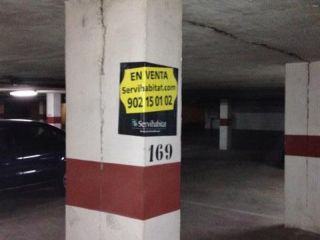 EN VENTA
Servihabitat.com
902 15 01 02
Servihabitat
169